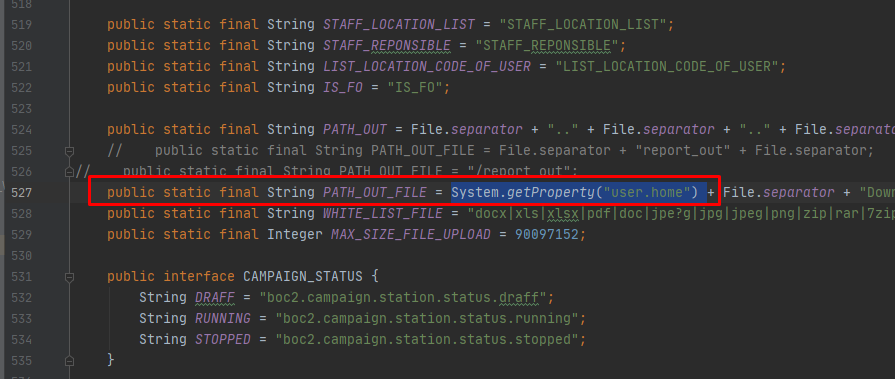 518
519 public static final String STAFF_LOCATION_LIST = "STAFF_LOCATION_LIST";
520 public static final String STAFF_REPONSIBLE = "STAFF_REPONSIBLE";
521 public static final String LIST_LOCATION_CODE_OF_USER = "LIST_LOCATION_CODE_OF_USER";
522 public static final String IS_FO = "IS_FO";
523
524 public static final String PATH_OUT = File.separator + ".." + File.separator + ".." + File.separa
525 // public static final String PATH_OUT_FILE = File.separator + "report_out" + File.separator;
526 // public static final String PATH_OUT_FILE = "/report_out";
527 public static final String PATH_OUT_FILE = System.getProperty("user.home") + File.separator + "Dow
528 public static final String WHITE_LIST_FILE = "docx|xls|xlsx|pdf|doc|jpe?g|jpg|jpeg|png|zip|rar|7zip
529 public static final Integer MAX_SIZE_FILE_UPLOAD = 90097152;
530
531 public interface CAMPAIGN_STATUS {
532 String DRAFF = "boc2.campaign.station.status.draff";
533 String RUNNING = "boc2.campaign.station.status.running";
534 String STOPPED = "boc2.campaign.station.status.stopped";
535 }